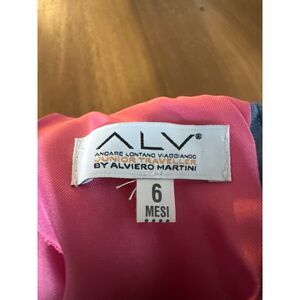 ALV®
ANDARE LONTANO VIAGGIANDO
JUNIOR TRAVELLER
BY ALVIERO MARTINI
6
MESI